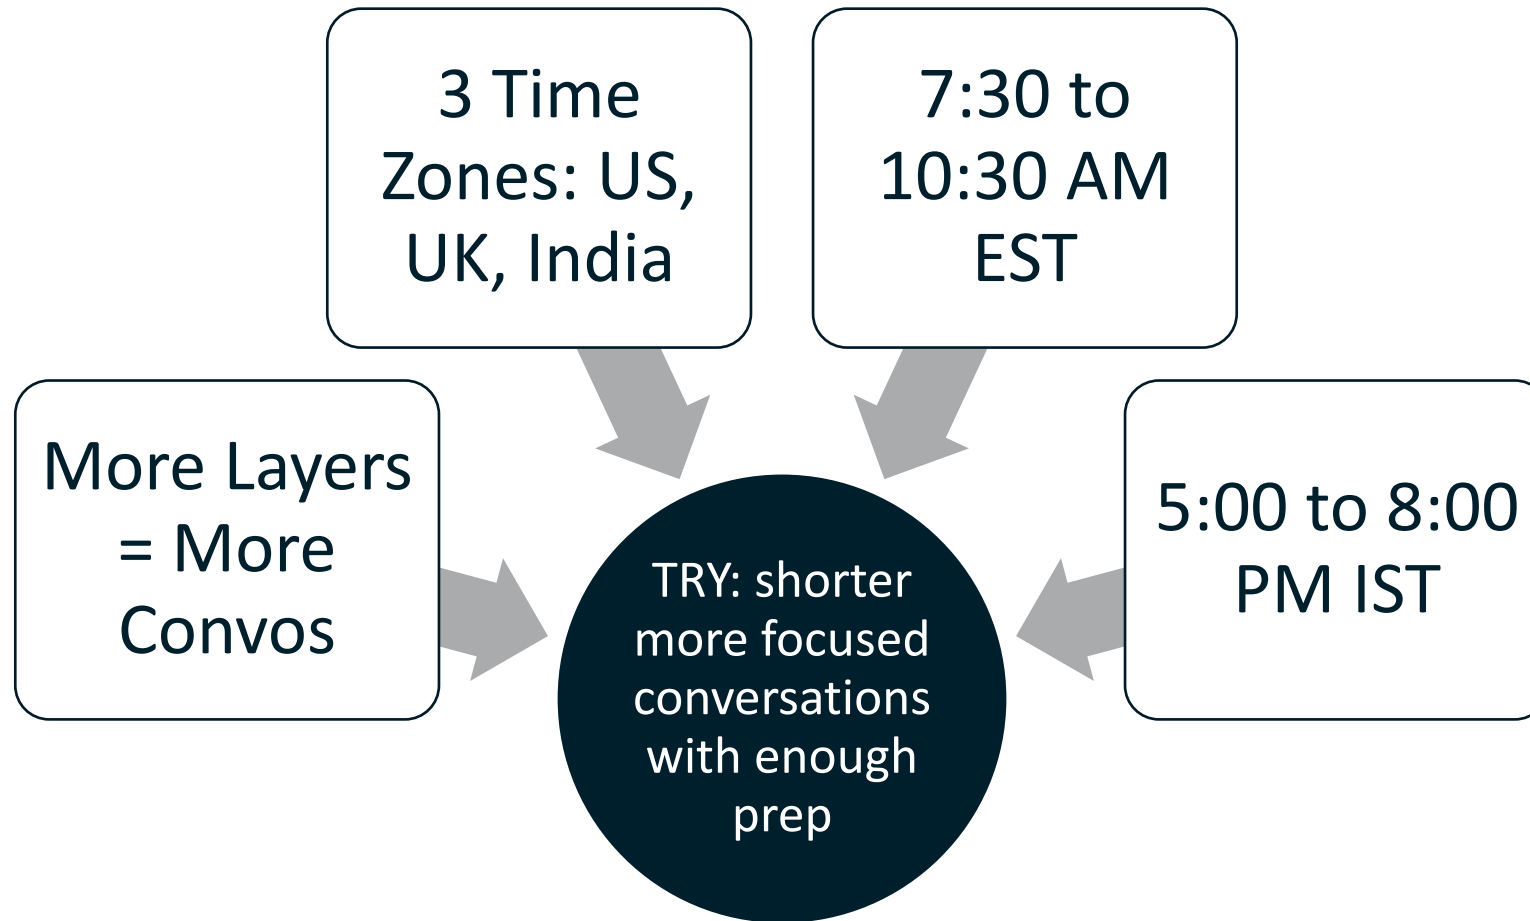 More Layers
= More
Convos
3 Time
Zones: US,
UK, India
7:30 to
10:30 AM
EST
5:00 to 8:00
PM IST
TRY: shorter
more focused
conversations
with enough
prep